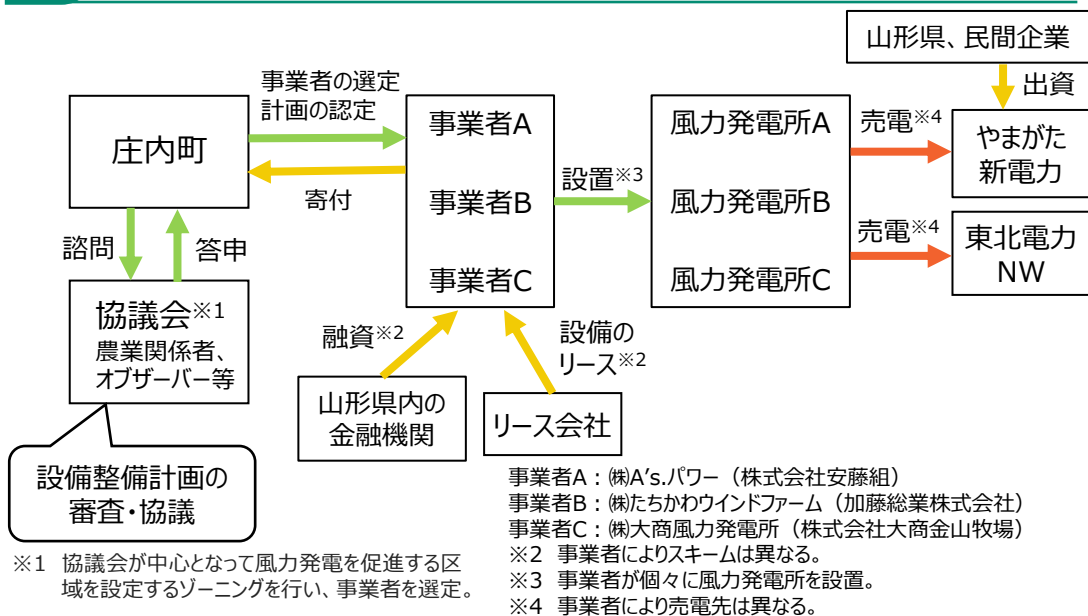 山形県、民間企業
出資
事業者の選定
計画の認定
庄内町
寄付
事業者A
事業者B
事業者C
設置※3
風力発電所A
風力発電所B
風力発電所C
売電※4
やまがた
新電力
売電※4
東北電力
NW
諮問
答申
協議会※1
農業関係者、
オブザーバー等
融資※2
設備の
リース※2
山形県内の
金融機関
リース会社
設備整備計画の
審査・協議
事業者A：㈱A's.パワー（株式会社安藤組）
事業者B：㈱たちかわウインドファーム（加藤総業株式会社）
事業者C：㈱大商風力発電所（株式会社大商金山牧場）
※1 協議会が中心となって風力発電を促進する区
域を設定するゾーニングを行い、事業者を選定。
※2 事業者によりスキームは異なる。
※3 事業者が個々に風力発電所を設置。
※4 事業者により売電先は異なる。